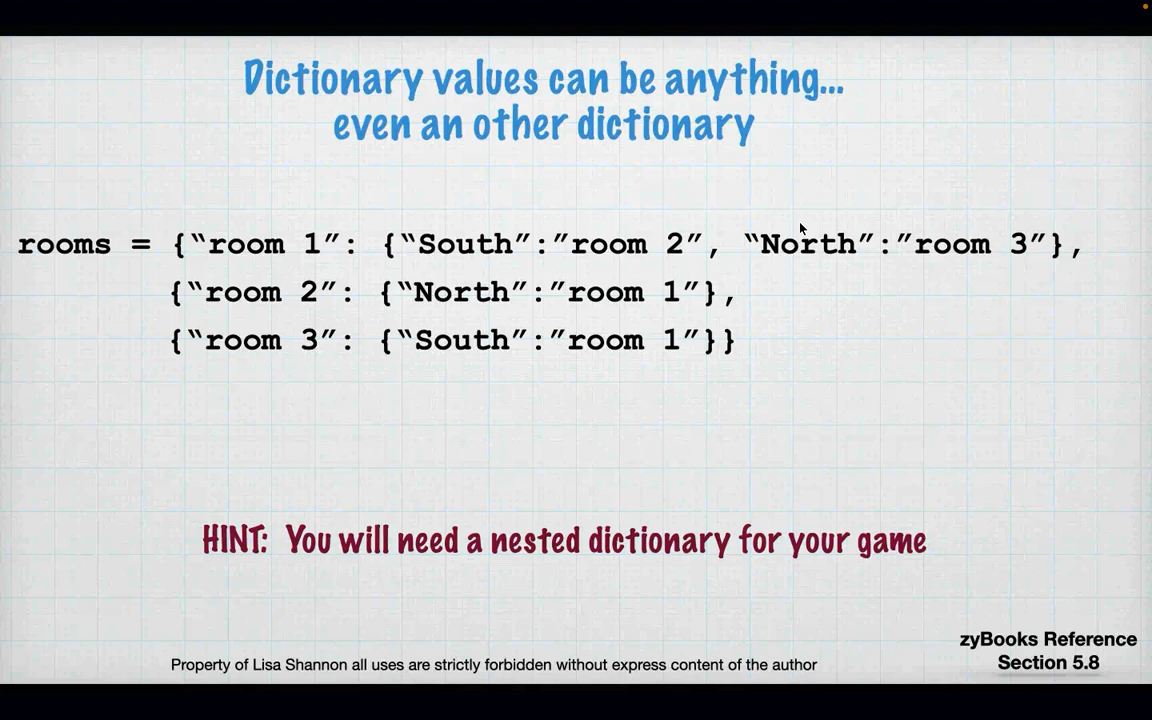 Dictionary values can be anything...
even an other dictionary
rooms = {“room 1”: {“South”:”room 2”, “North”:”room 3”},
{“room 2”: {“North”:”room 1”},
{“room 3”: {“South”:”room 1”}}
HINT: You will need a nested dictionary for your game
zyBooks Reference
Section 5.8
Property of Lisa Shannon all uses are strictly forbidden without express content of the author